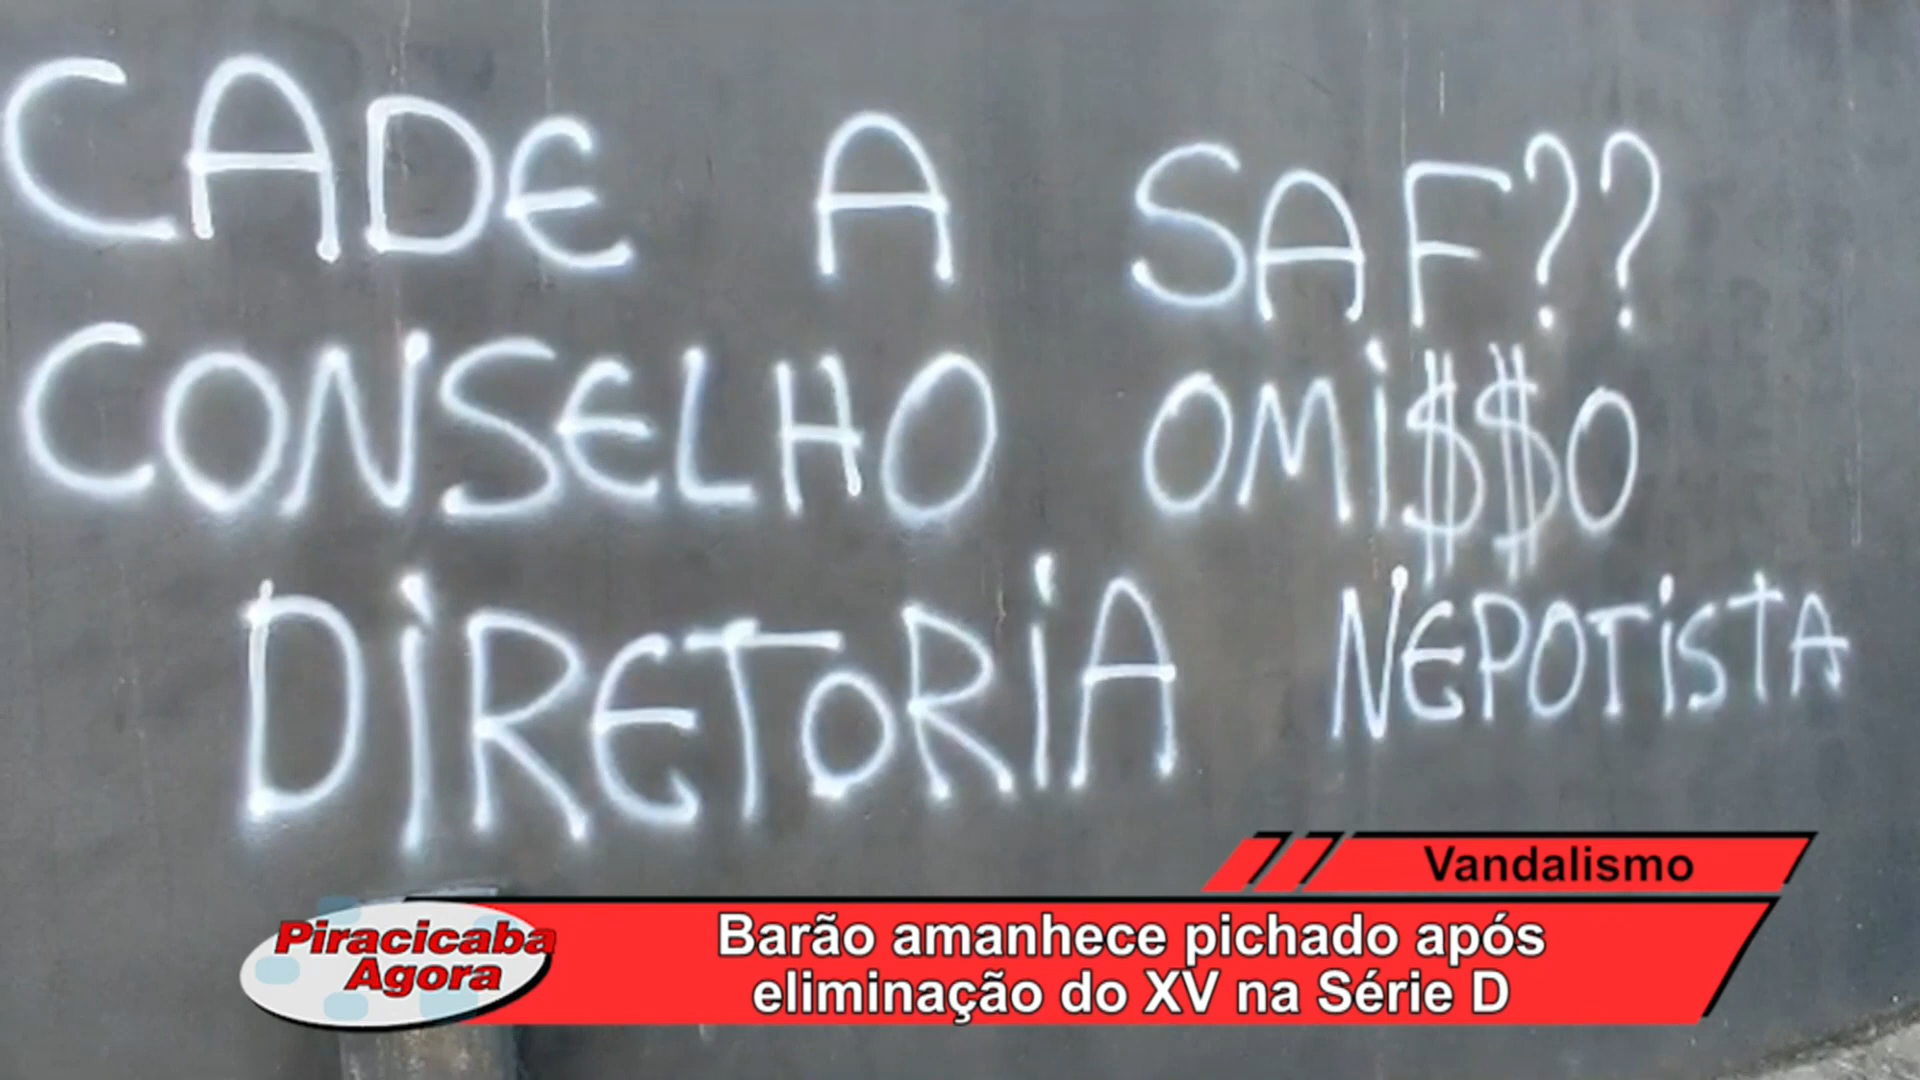 CADE A SAF??
CONSELHO OMi$$O
DiRETORiA NEPOTiSTA
Vandalismo
Piracicaba
Agora
Barão amanhece pichado após
eliminação do XV na Série D